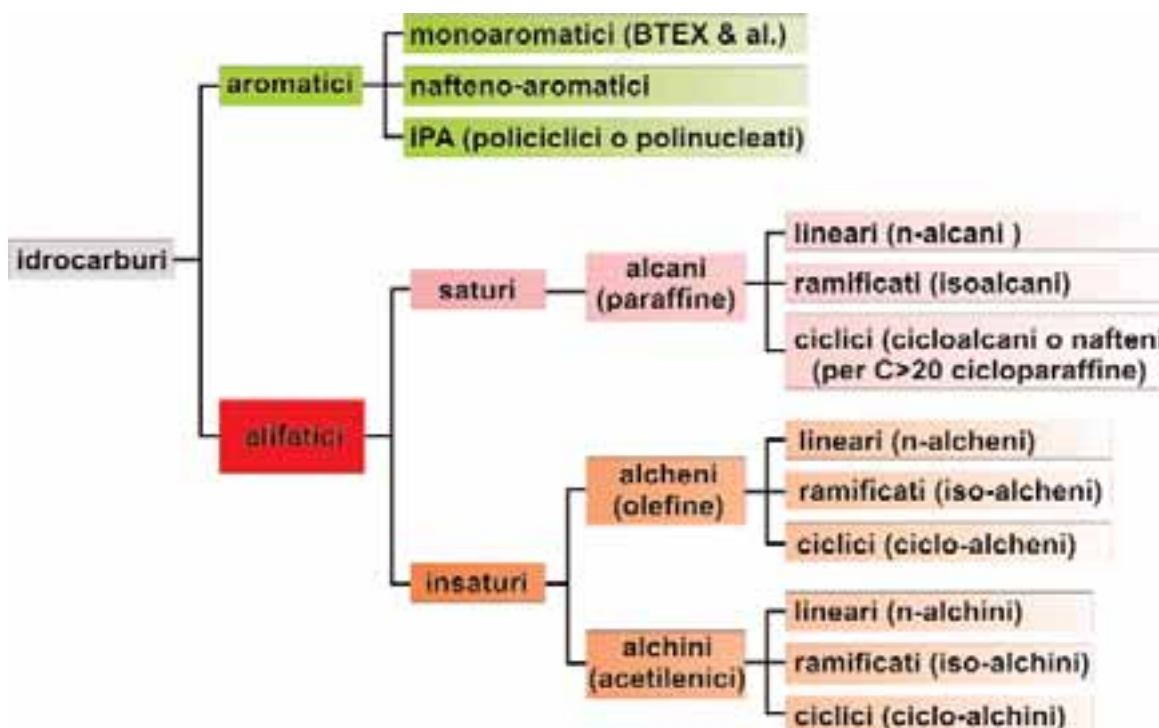 monoaromatici (BTEX & al.)
aromatici
nafteno-aromatici
IPA (policiclici o polinucleati)
idrocarburi
lineari (n-alcani )
saturi
alcani
(paraffine)
ramificati (isoalcani)
ciclici (cicloalcani o nafteni
(per C>20 cicloparaffine)
alifatici
lineari (n-alcheni)
alcheni
(olefine)
ramificati (iso-alcheni)
ciclici (ciclo-alcheni)
insaturi
lineari (n-alchini)
alchini
(acetilenici)
ramificati (iso-alchini)
ciclici (ciclo-alchini)